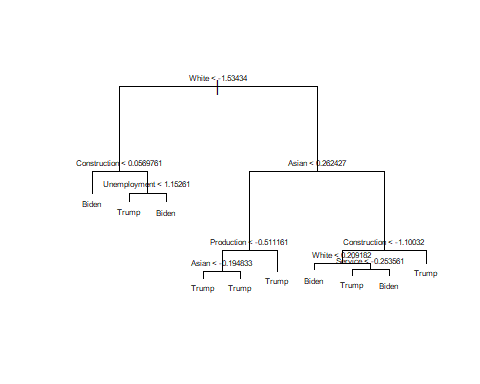 White < -1.53434
Construction < 0.0569761
Asian < 0.262427
Unemployment < 1.15261
Biden
Trump
Biden
Production < -0.511161
Construction < -1.10032
Asian < -0.194833
White < 0.209182
Service < -0.253561
Trump
Trump
Trump
Biden
Trump
Biden
Trump